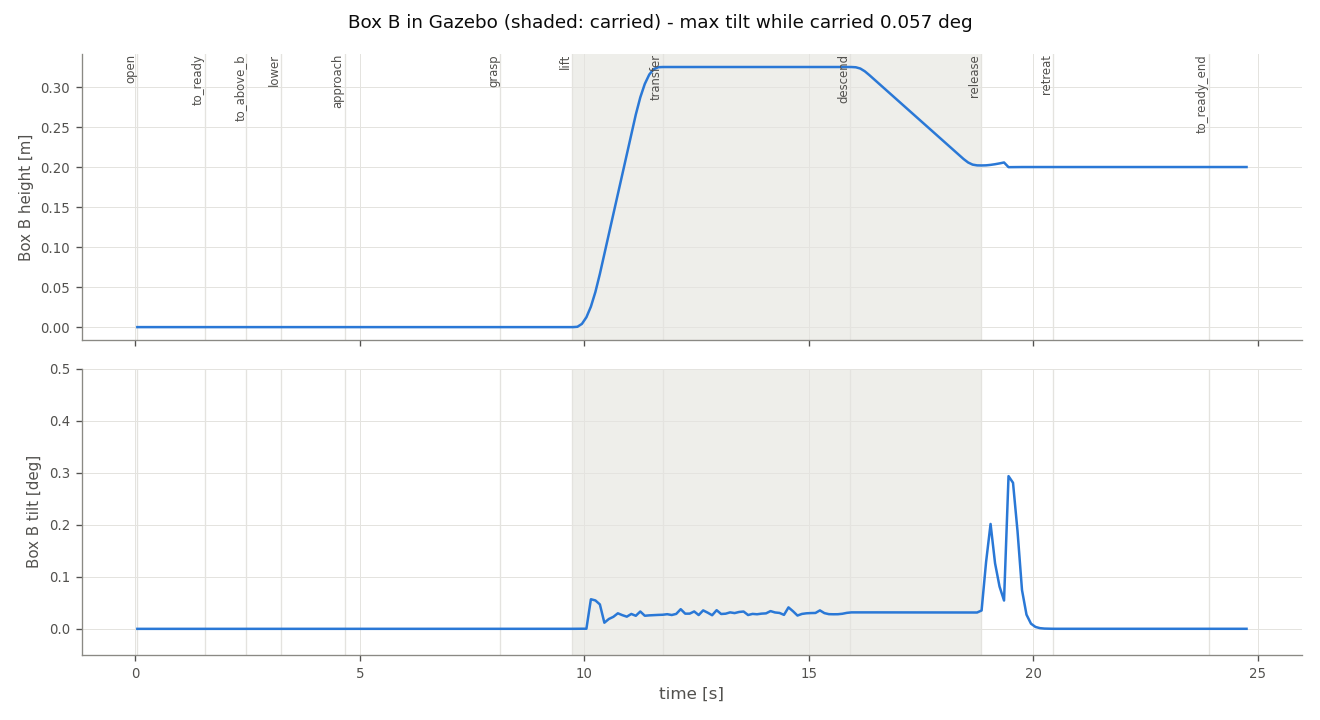 Box B in Gazebo (shaded: carried) - max tilt while carried 0.057 deg
open
to_ready
to_above_b
lower
approach
grasp
lift
transfer
descend
release
retreat
to_ready_end
Box B height [m]
0.30
0.25
0.20
0.15
0.10
0.05
0.00
Box B tilt [deg]
0.5
0.4
0.3
0.2
0.1
0.0
0 5 10 15 20 25
time [s]